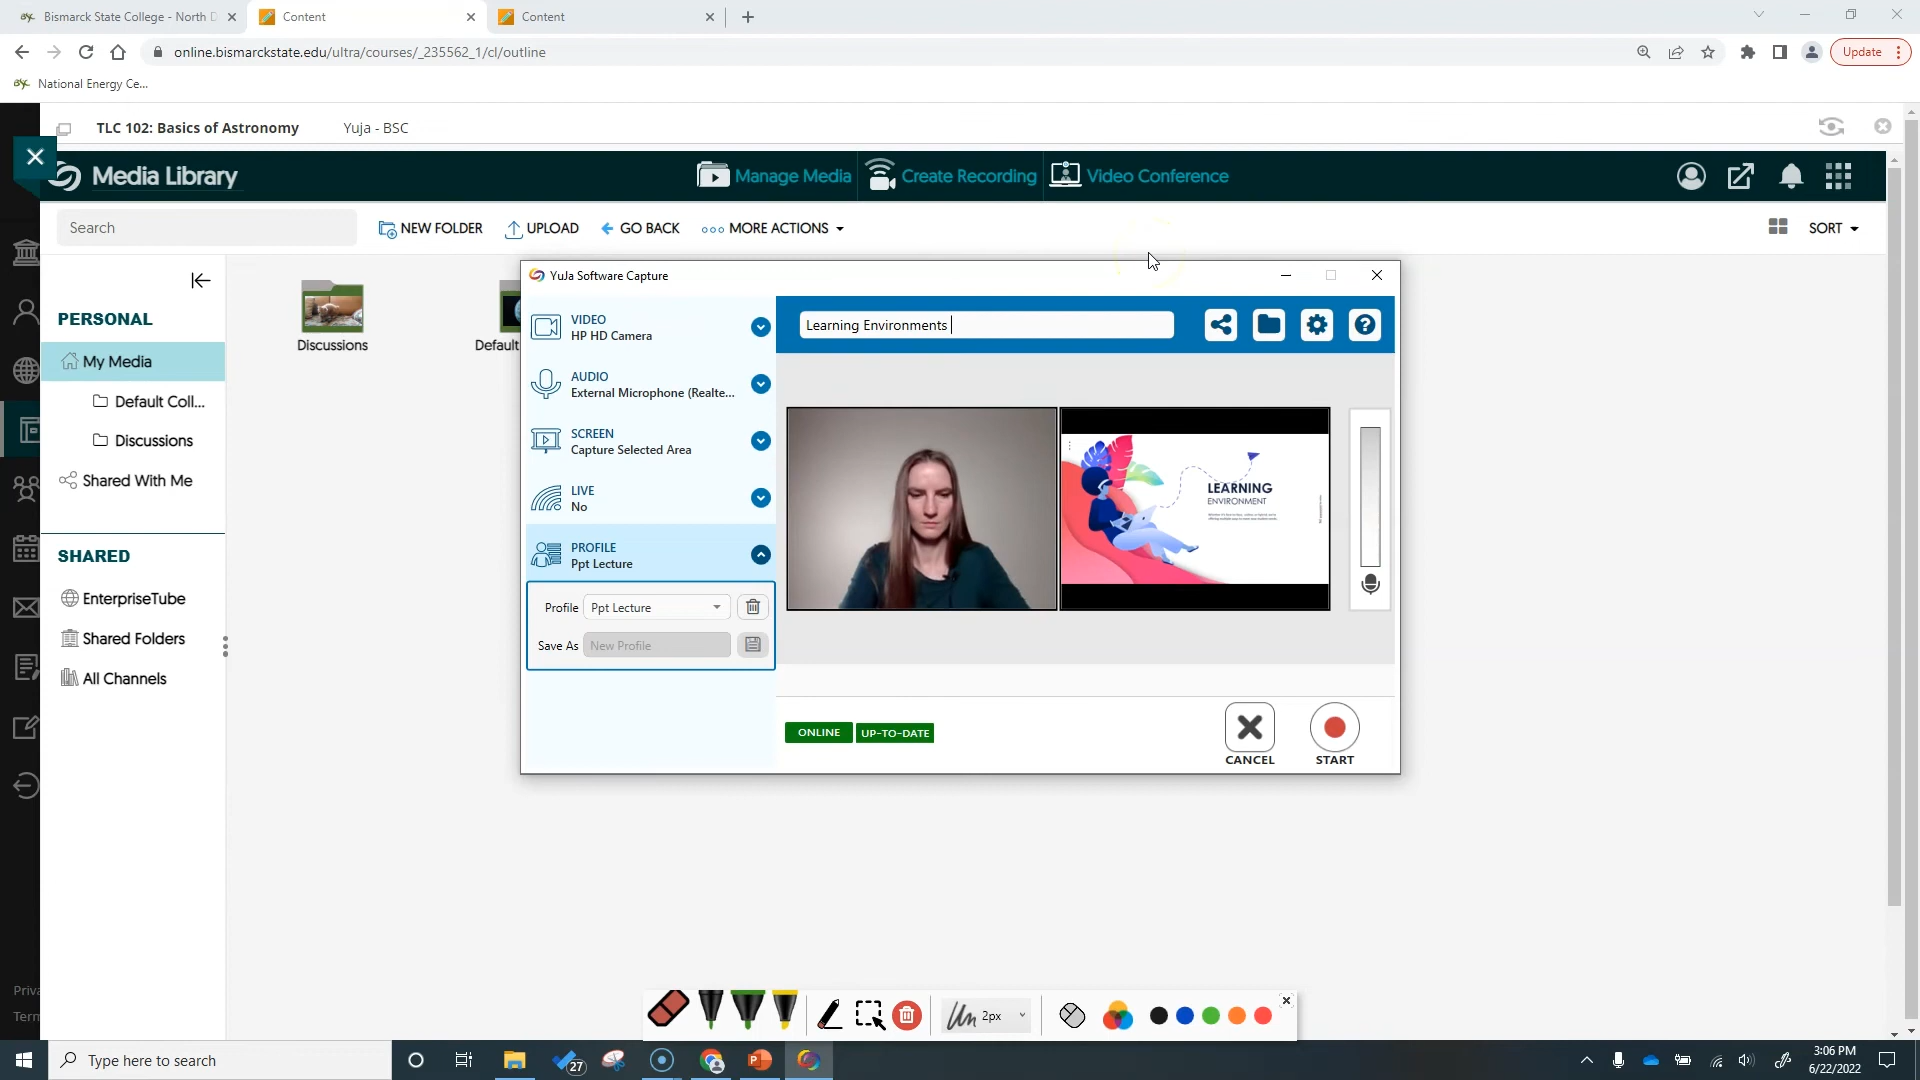 Bismarck State College - North D
Content
Content
online.bismarckstate.edu/ultra/courses/_235562_1/cl/outline
Update
National Energy Ce...
TLC 102: Basics of Astronomy
Yuja - BSC
Media Library
Manage Media
Create Recording
Video Conference
Search
NEW FOLDER
UPLOAD
GO BACK
MORE ACTIONS
SORT
PERSONAL
My Media
Default Coll...
Discussions
Shared With Me
SHARED
EnterpriseTube
Shared Folders
All Channels
Discussions
Default
YuJa Software Capture
VIDEO
HP HD Camera
AUDIO
External Microphone (Realte...
SCREEN
Capture Selected Area
LIVE
No
PROFILE
Ppt Lecture
Profile
Ppt Lecture
Save As
New Profile
Learning Environments
LEARNING
ENVIRONMENT
ONLINE
UP-TO-DATE
CANCEL
START
Priva
Term
2px
Type here to search
27
3:06 PM
6/22/2022